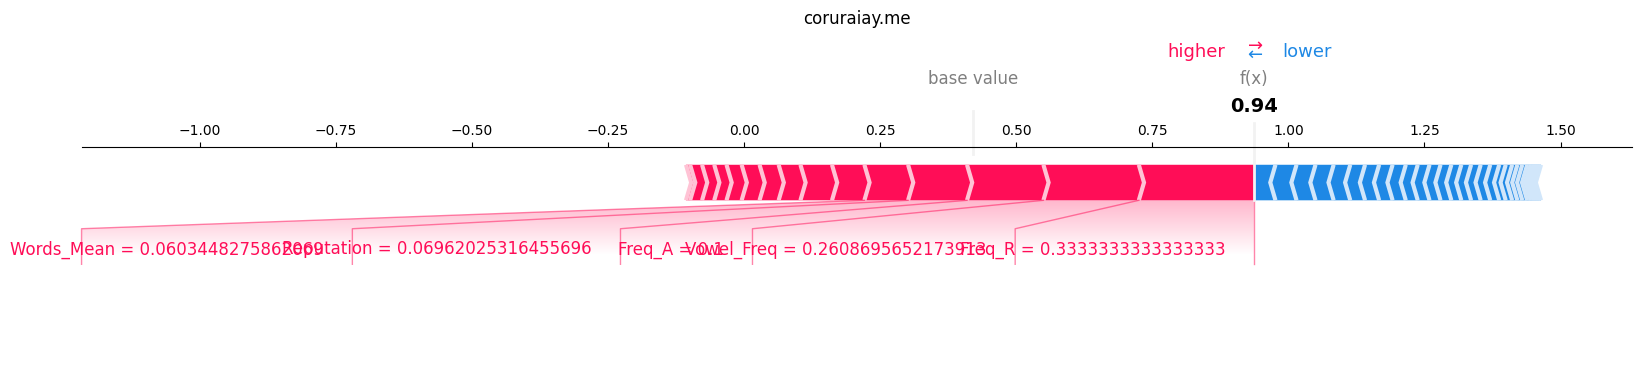 coruraiay.me
higher ⇄ lower
base value f(x)
0.94
−1.00 −0.75 −0.50 −0.25 0.00 0.25 0.50 0.75 1.00 1.25 1.50
Words_Mean = 0.0603448275862069 Reputation = 0.06962025316455696 Freq_A = 0.1 Vowel_Freq = 0.2608695652173913 Freq_R = 0.3333333333333333